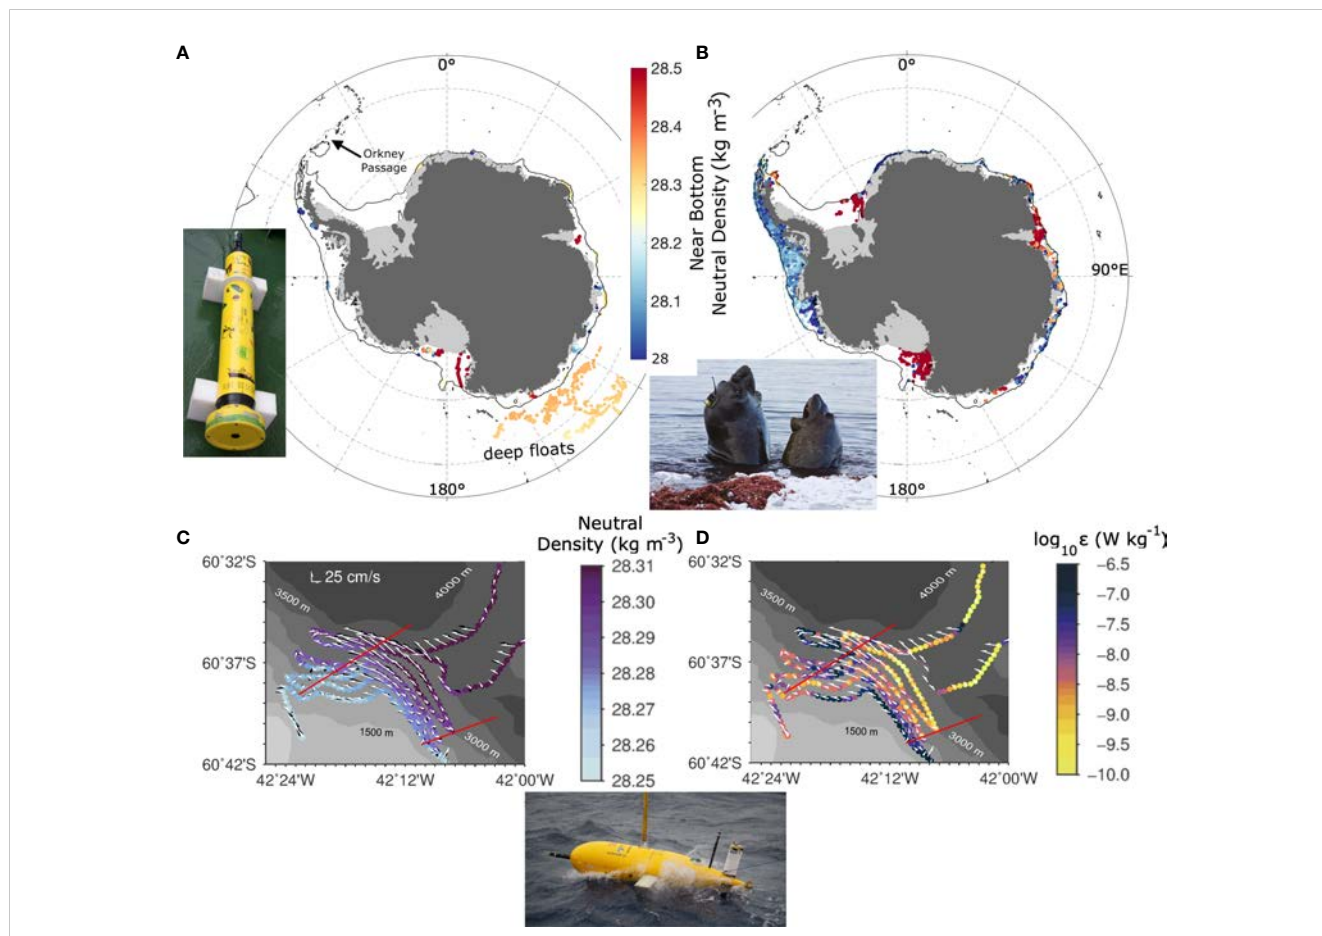 A
B
0°
0°
Orkney
Passage
28.5
28.4
28.3
28.2
28.1
28
Near Bottom
Neutral Density (kg m-3)
90°E
deep floats
180°
180°
C
Neutral
Density (kg m-3)
60°32'S
60°37'S
60°42'S
25 cm/s
3500 m
4000 m
1500 m
3000 m
42°24'W
42°12'W
42°00'W
28.31
28.30
28.29
28.28
28.27
28.26
28.25
D
log10 ε (W kg-1)
60°32'S
60°37'S
60°42'S
3500 m
4000 m
1500 m
3000 m
42°24'W
42°12'W
42°00'W
−6.5
−7.0
−7.5
−8.0
−8.5
−9.0
−9.5
−10.0